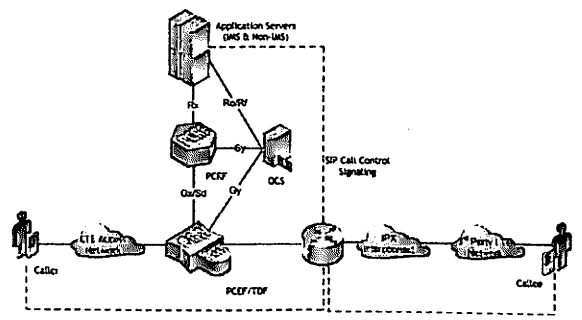 Application Servers
(IMS & Non-IMS)
Rx
Ro/Rf
PCRF
OCS
SIP Call Control
Signaling
Gx/Sd
Gy
LTE Access
Network
IPX
Interconnect
Party
Network
Caller
Callee
PCEF/TDF